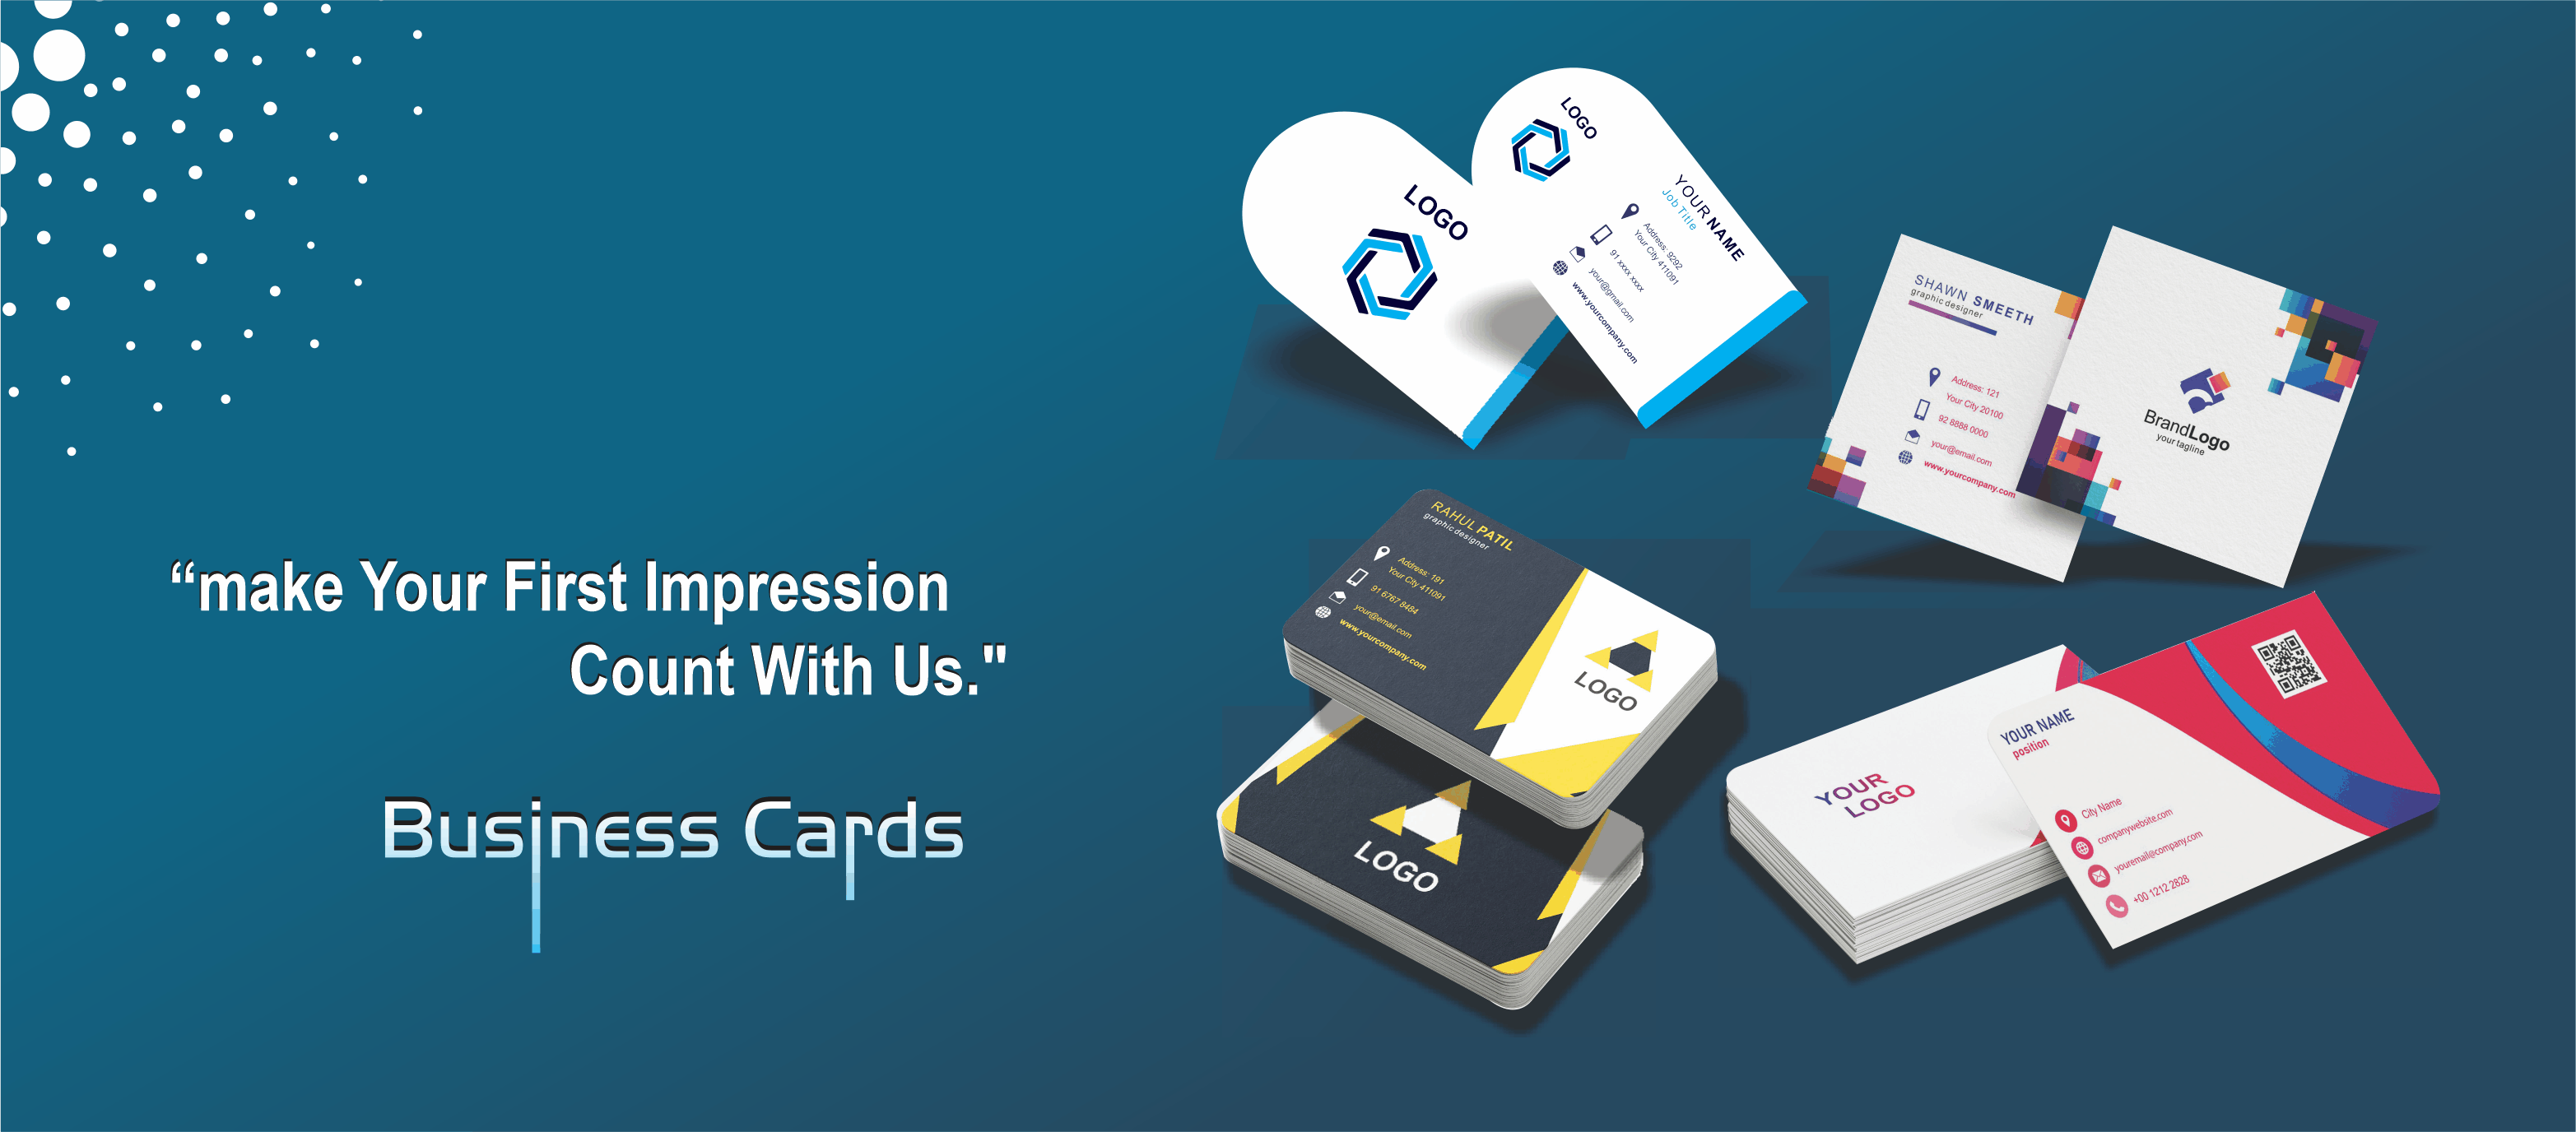 “make Your First Impression
Count With Us."
Business Cards
LOGO
LOGO
YOUR NAME
Job Title
Address: 9292
Your City 411091
91 xxxx xxxx
your@gmail.com
www.yourcompany.com
SHAWN SMEETH
graphic designer
Address: 121
Your City 20100
92 8888 0000
your@email.com
www.yourcompany.com
BrandLogo
your tagline
RAHUL PATIL
graphic designer
Address. 191
Your City 411091
91 6767 8484
your@email.com
www.yourcompany.com
LOGO
LOGO
YOUR
LOGO
YOUR NAME
position
City Name
companywebsite.com
youremail@company.com
+00 1212 2828